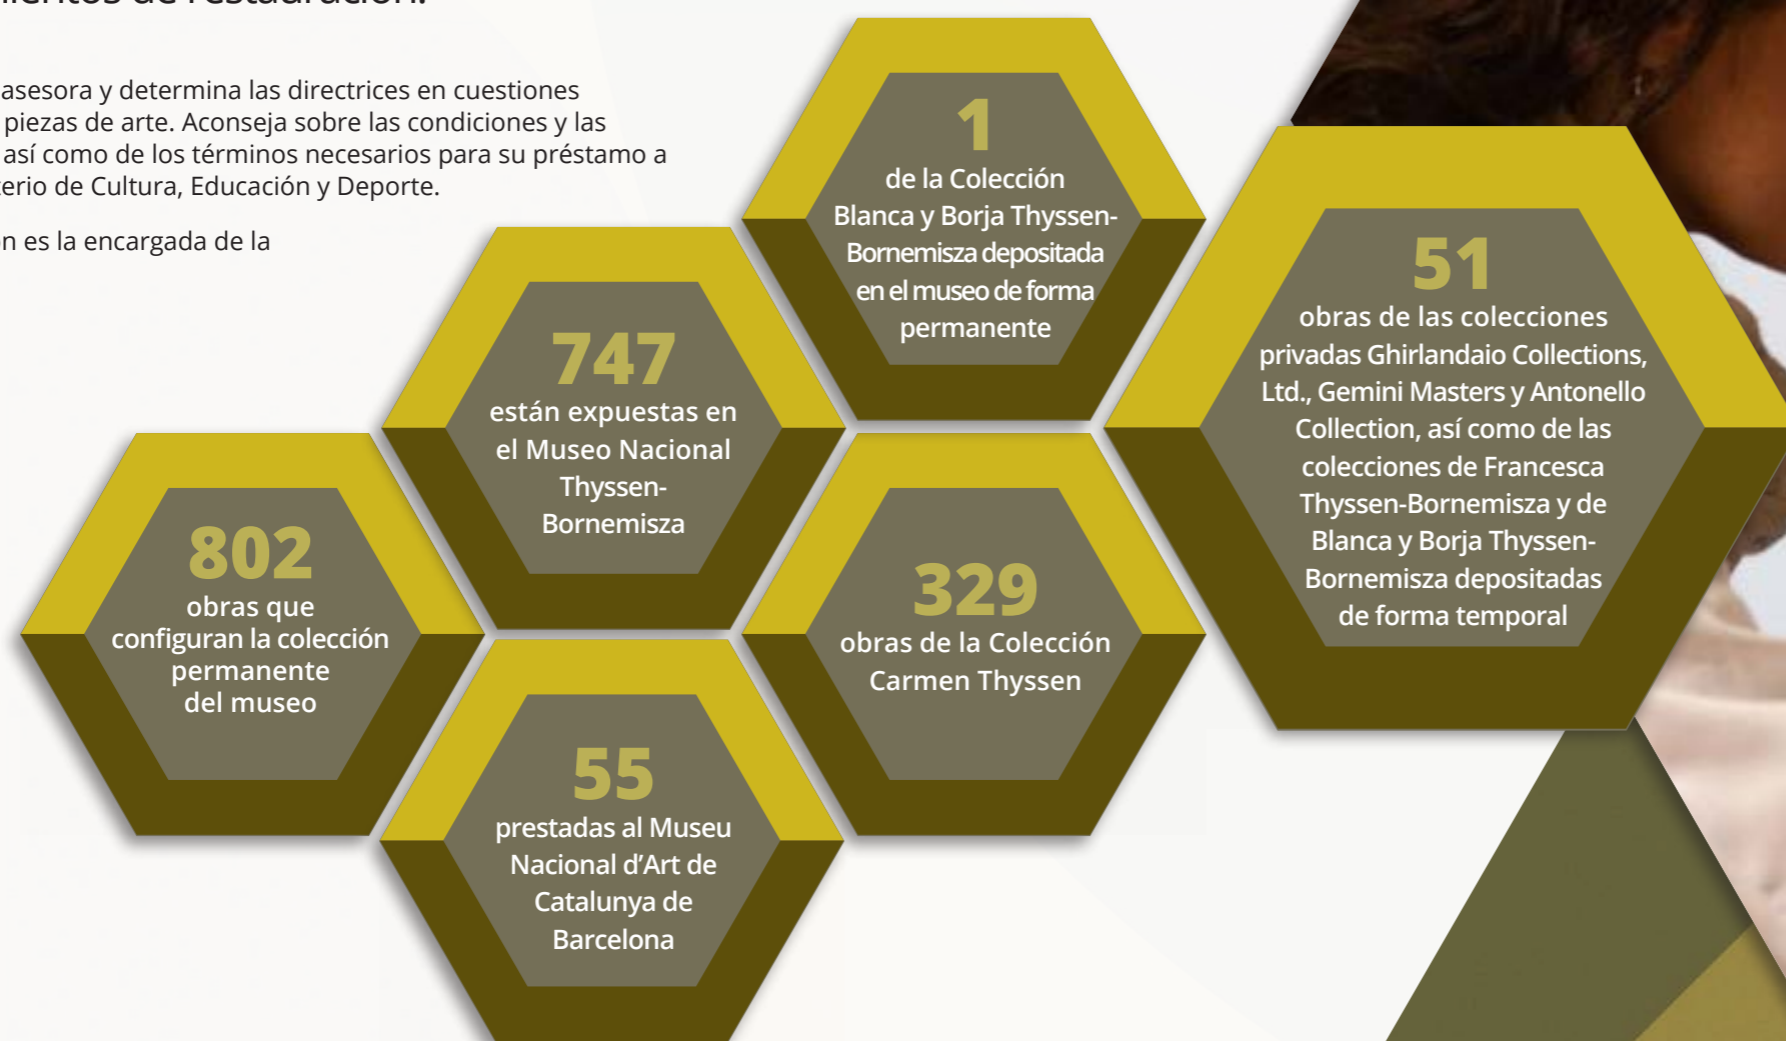 asesora y determina las directrices en cuestiones
piezas de arte. Aconseja sobre las condiciones y las
así como de los términos necesarios para su préstamo a
de Cultura, Educación y Deporte.
es la encargada de la
1
de la Colección
Blanca y Borja Thyssen-
Bornemisza depositada
en el museo de forma
permanente
51
obras de las colecciones
privadas Ghirlandaio Collections,
Ltd., Gemini Masters y Antonello
Collection, así como de las
colecciones de Francesca
Thyssen-Bornemisza y de
Blanca y Borja Thyssen-
Bornemisza depositadas
de forma temporal
747
están expuestas en
el Museo Nacional
Thyssen-
Bornemisza
802
obras que
configuran la colección
permanente
del museo
329
obras de la Colección
Carmen Thyssen
55
prestadas al Museu
Nacional d’Art de
Catalunya de
Barcelona